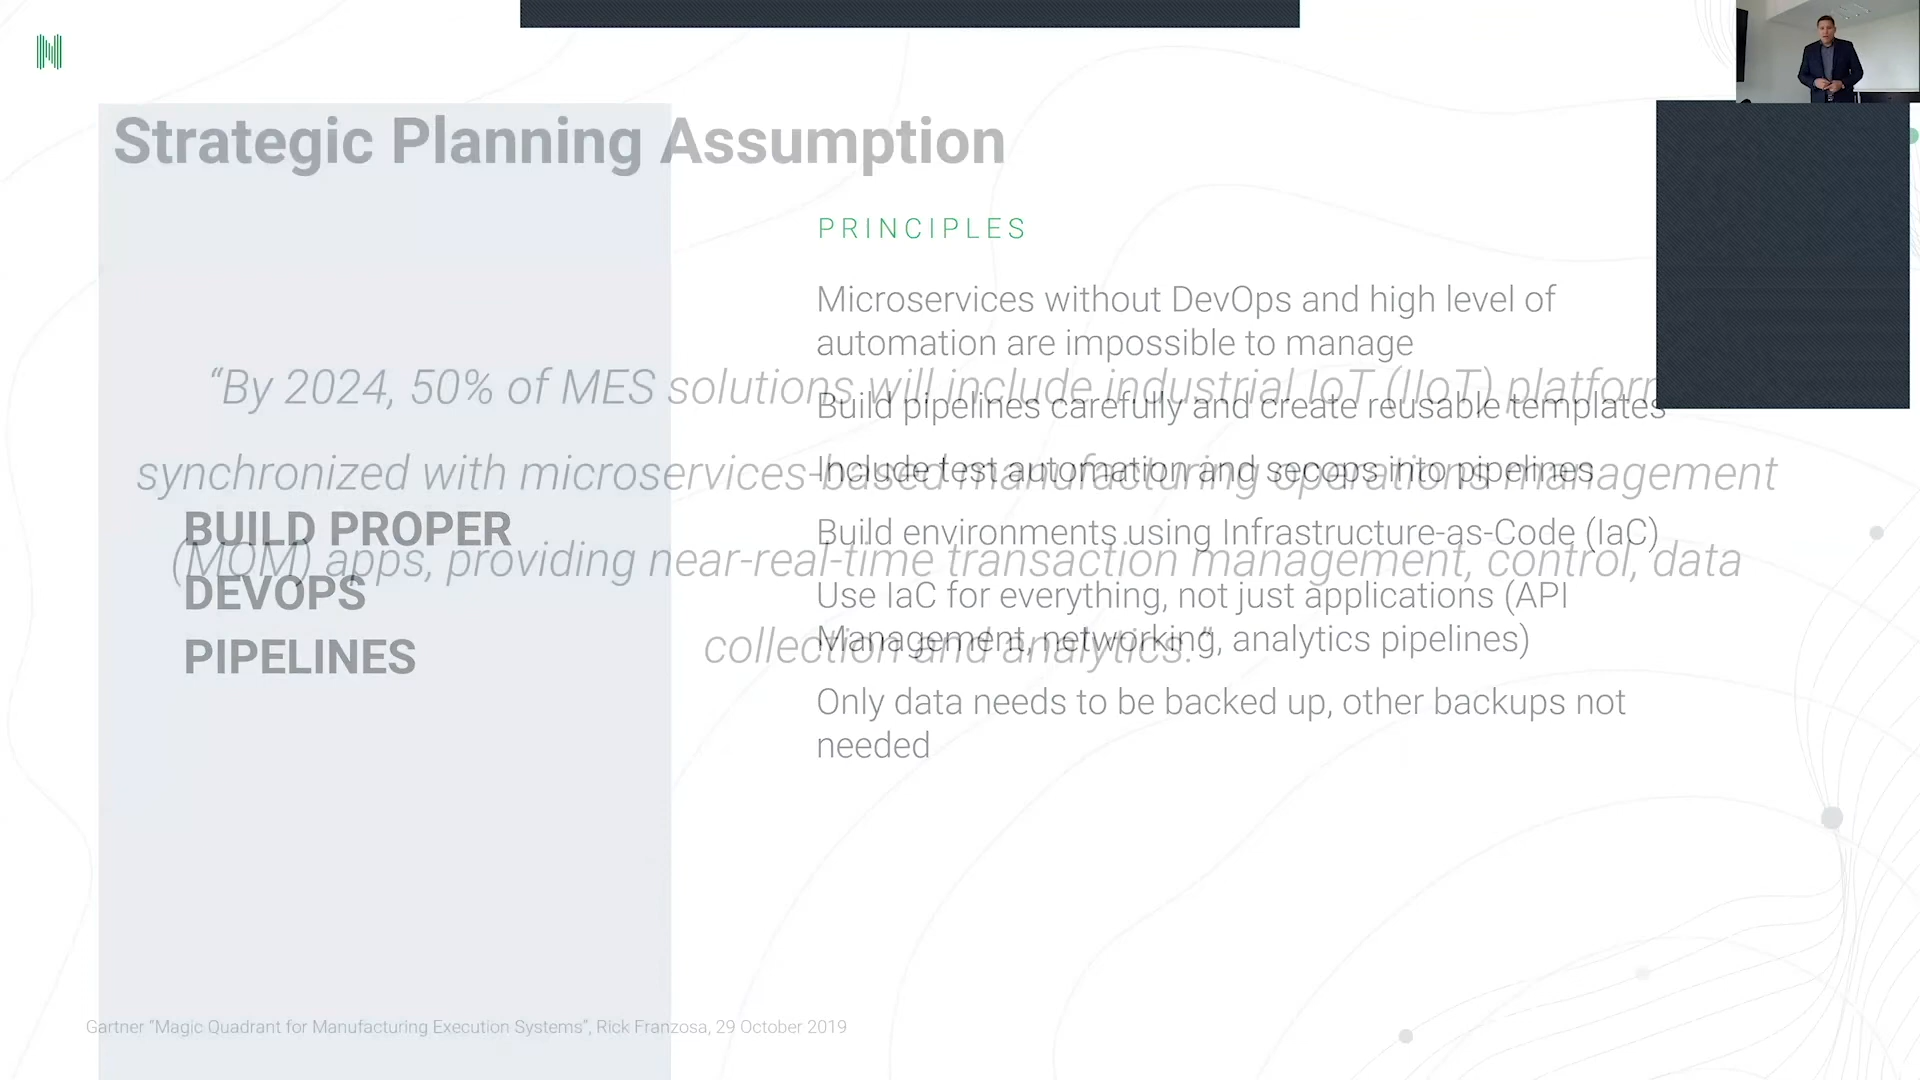 Strategic Planning Assumption
PRINCIPLES
Microservices without DevOps and high level of
automation are impossible to manage
Build pipelines carefully and create reusable templates
Include test automation and secops into pipelines
Build environments using Infrastructure-as-Code (IaC)
Use IaC for everything, not just applications (API
Management, networking, analytics pipelines)
Only data needs to be backed up, other backups not
needed
“By 2024, 50% of MES solutions will include industrial IoT (IIoT)
synchronized with microservices-based manufacturing operations management
(MOM) apps, providing near-real-time transaction management, control, data
collection and analytics.”
BUILD PROPER
DEVOPS
PIPELINES
Gartner “Magic Quadrant for Manufacturing Execution Systems”, Rick Franzosa, 29 October 2019